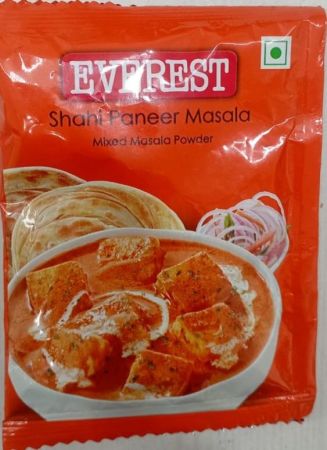 EVEREST
Shahi Paneer Masala
Mixed Masala Powder